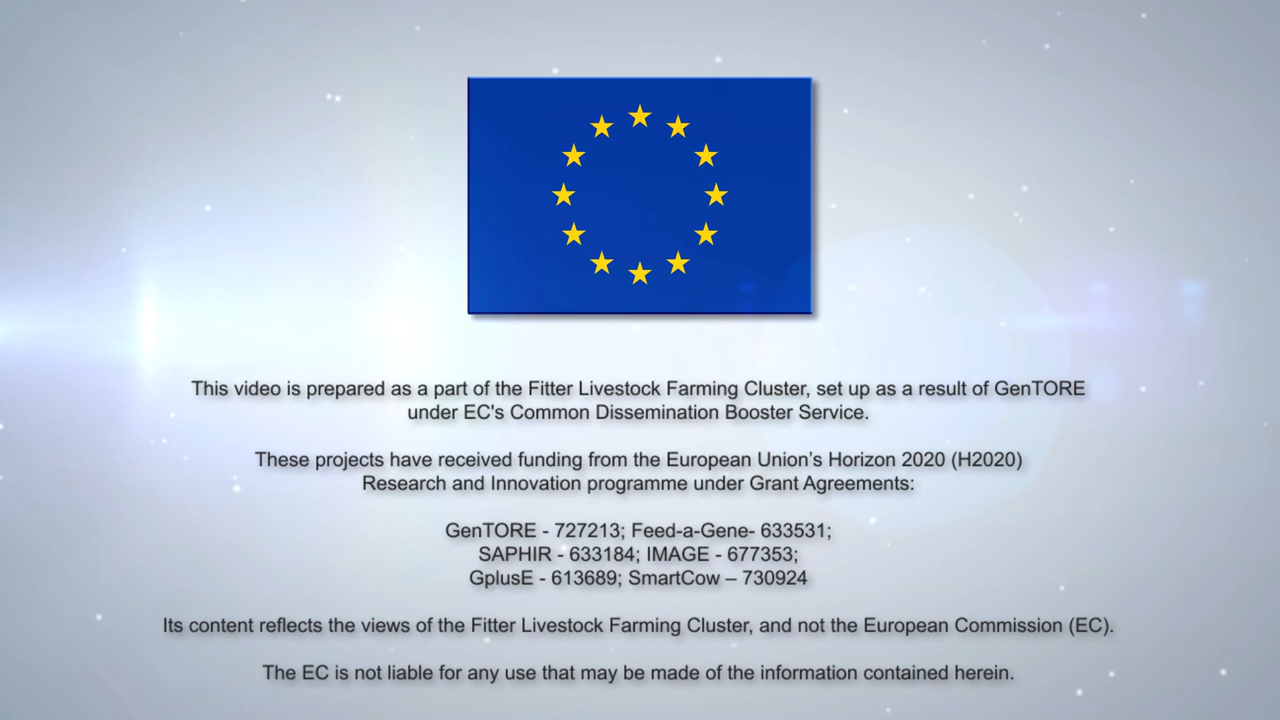 This video is prepared as a part of the Fitter Livestock Farming Cluster, set up as a result of GenTORE
under EC's Common Dissemination Booster Service.
These projects have received funding from the European Union’s Horizon 2020 (H2020)
Research and Innovation programme under Grant Agreements:
GenTORE - 727213; Feed-a-Gene- 633531;
SAPHIR - 633184; IMAGE - 677353;
GplusE - 613689; SmartCow – 730924
Its content reflects the views of the Fitter Livestock Farming Cluster, and not the European Commission (EC).
The EC is not liable for any use that may be made of the information contained herein.